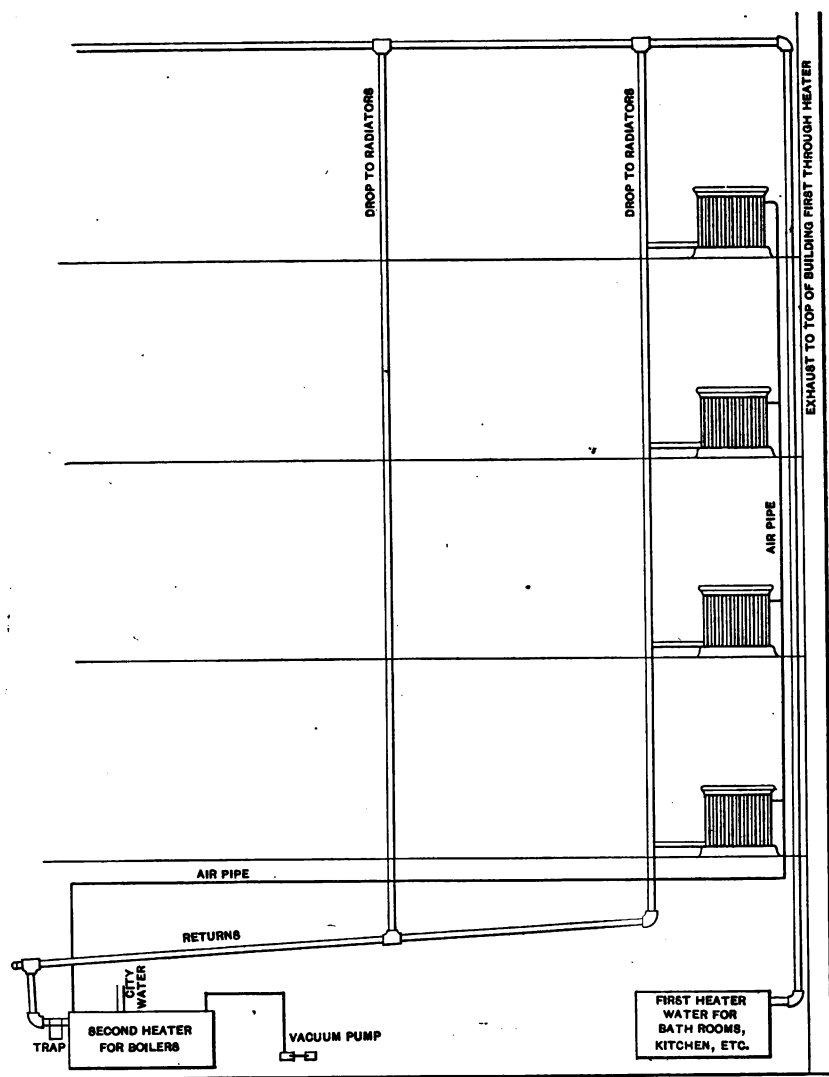 DROP TO RADIATORS
DROP TO RADIATORS
EXHAUST TO TOP OF BUILDING FIRST THROUGH HEATER
AIR PIPE
AIR PIPE
RETURNS
CITY
WATER
TRAP
SECOND HEATER
FOR BOILERS
VACUUM PUMP
FIRST HEATER
WATER FOR
BATH ROOMS,
KITCHEN, ETC.